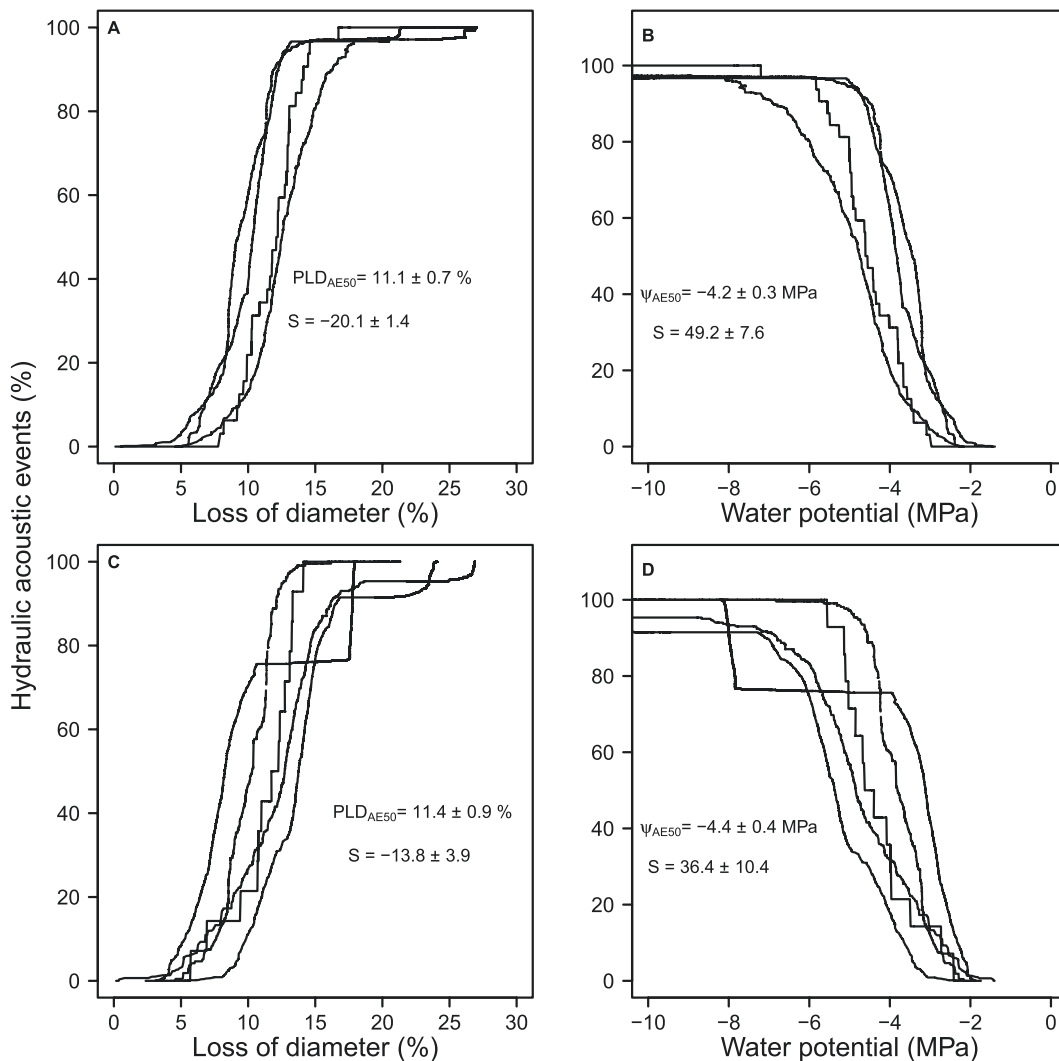 Hydraulic acoustic events (%)
A
100
80
60
40
20
0
PLDAE50= 11.1 ± 0.7 %
S = −20.1 ± 1.4
0 5 10 15 20 25 30
Loss of diameter (%)
B
100
80
60
40
20
0
ψAE50= −4.2 ± 0.3 MPa
S = 49.2 ± 7.6
−10 −8 −6 −4 −2 0
Water potential (MPa)
C
100
80
60
40
20
0
PLDAE50= 11.4 ± 0.9 %
S = −13.8 ± 3.9
0 5 10 15 20 25 30
Loss of diameter (%)
D
100
80
60
40
20
0
ψAE50= −4.4 ± 0.4 MPa
S = 36.4 ± 10.4
−10 −8 −6 −4 −2 0
Water potential (MPa)